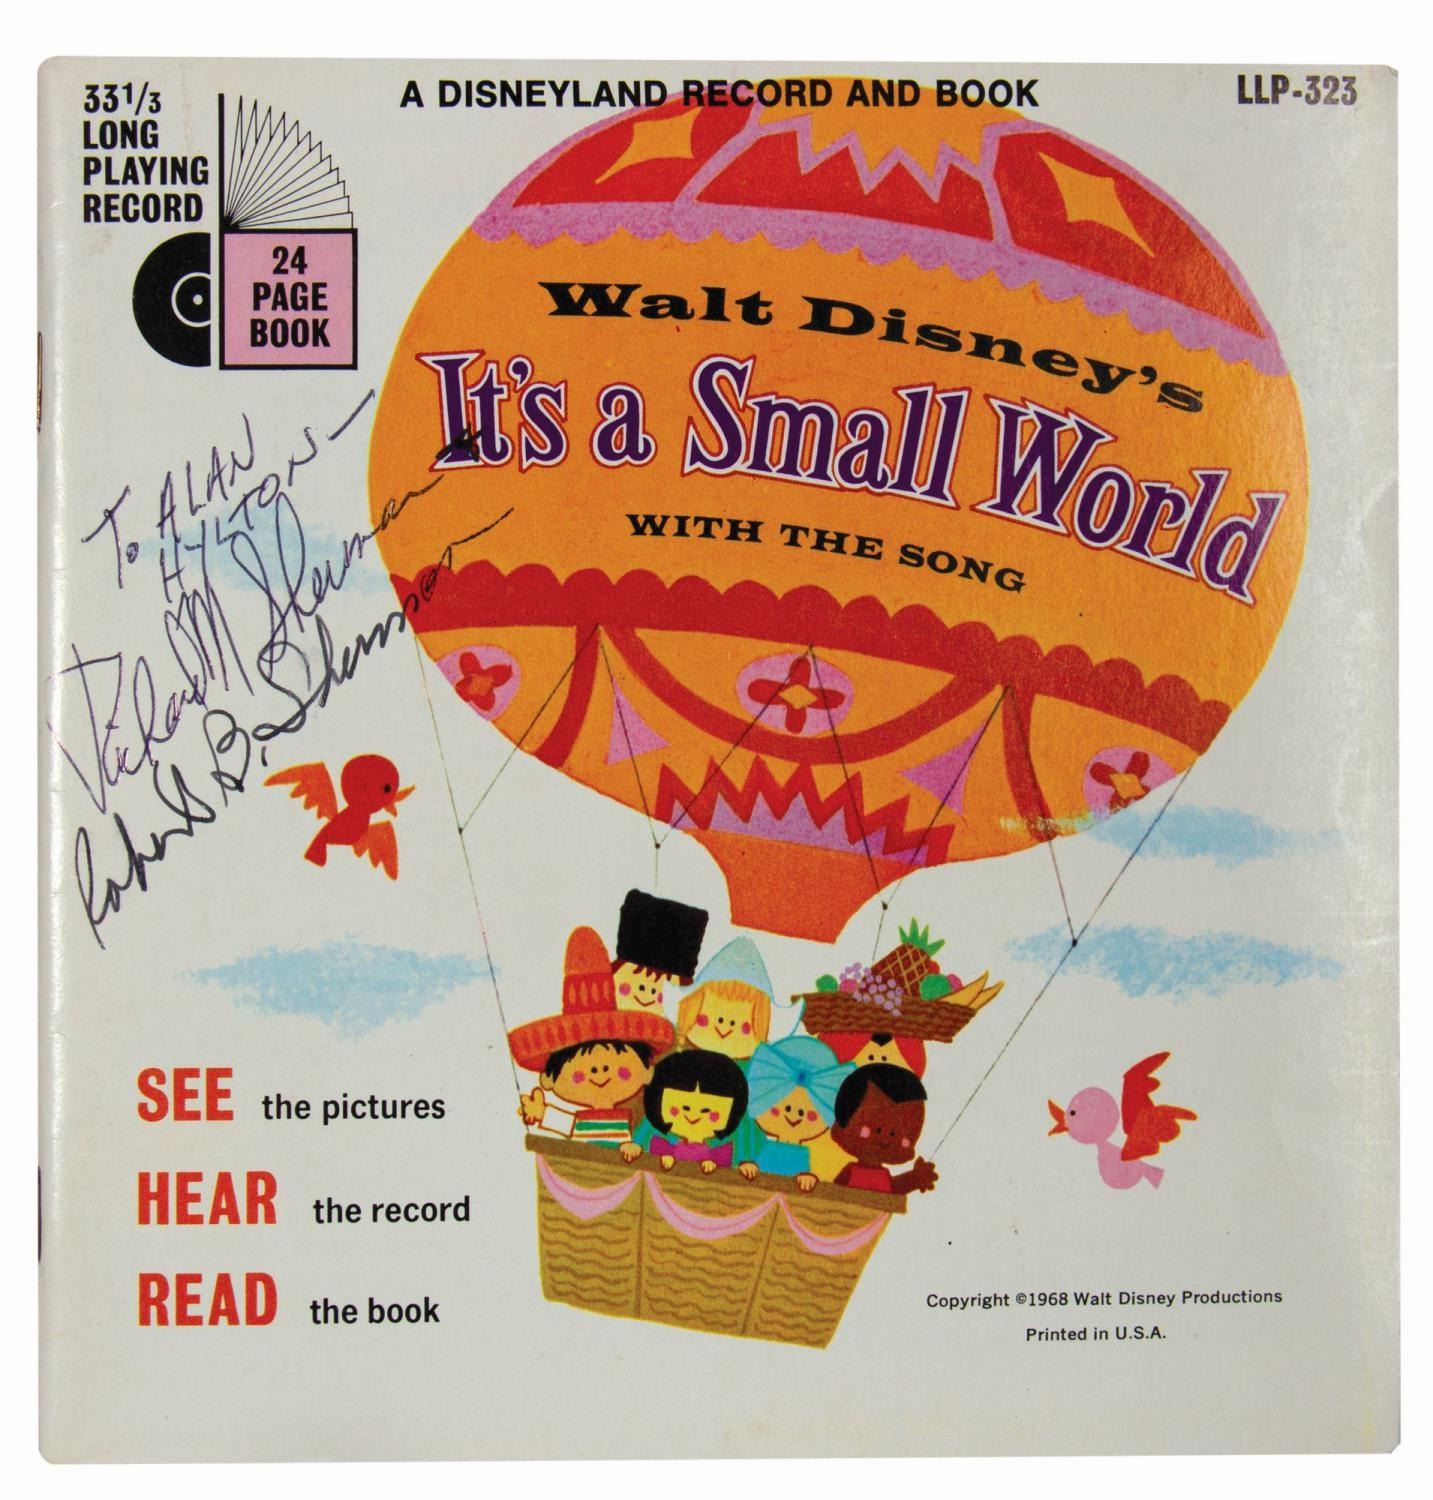 33 1/3
LONG
PLAYING
RECORD
24
PAGE
BOOK
A DISNEYLAND RECORD AND BOOK
LLP-323
Walt Disney's
It's a Small World
WITH THE SONG
To ALAN
HYLTON -
Richard M Sherman +
Robert B. Sherman
SEE the pictures
HEAR the record
READ the book
Copyright ©1968 Walt Disney Productions
Printed in U.S.A.